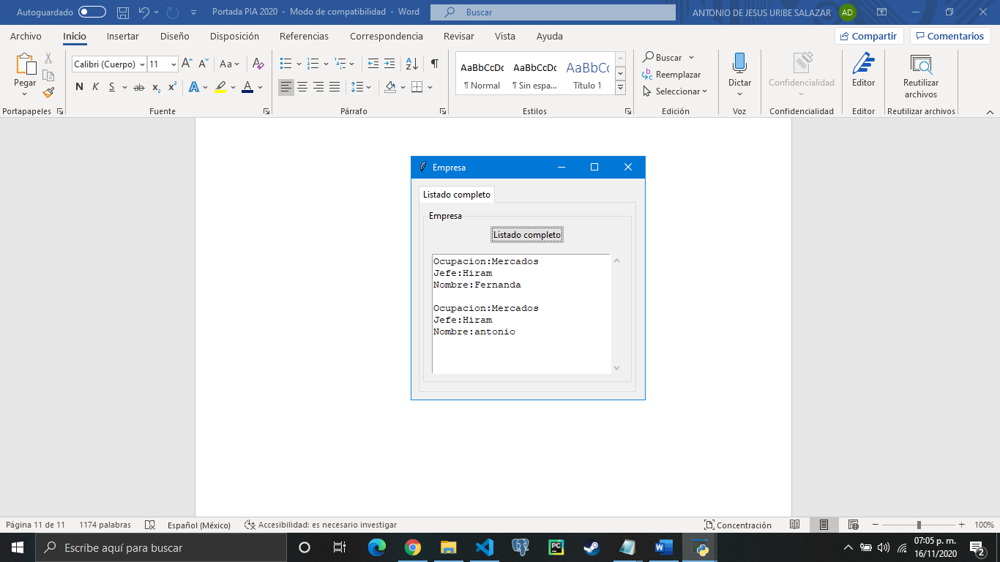 Autoguardado
Portada PIA 2020 - Modo de compatibilidad - Word
Buscar
ANTONIO DE JESUS URIBE SALAZAR
AD
Archivo Inicio Insertar Diseño Disposición Referencias Correspondencia Revisar Vista Ayuda
Compartir
Comentarios
Pegar
Portapapeles
Calibri (Cuerpo) 11
Aa
N K S ab x₂ x²
Fuente
Párrafo
AaBbCcDc
¶ Normal
AaBbCcDc
¶ Sin espa...
AaBbCc
Título 1
Estilos
Buscar
Reemplazar
Seleccionar
Edición
Dictar
Voz
Confidencialidad
Confidencialidad
Editor
Editor
Reutilizar
archivos
Reutilizar archivos
Empresa
Listado completo
Empresa
Listado completo
Ocupacion:Mercados
Jefe:Hiram
Nombre:Fernanda
Ocupacion:Mercados
Jefe:Hiram
Nombre:antonio
Página 11 de 11
1174 palabras
Español (México)
Accesibilidad: es necesario investigar
Concentración
100%
Escribe aquí para buscar
PC
07:05 p. m.
16/11/2020
2